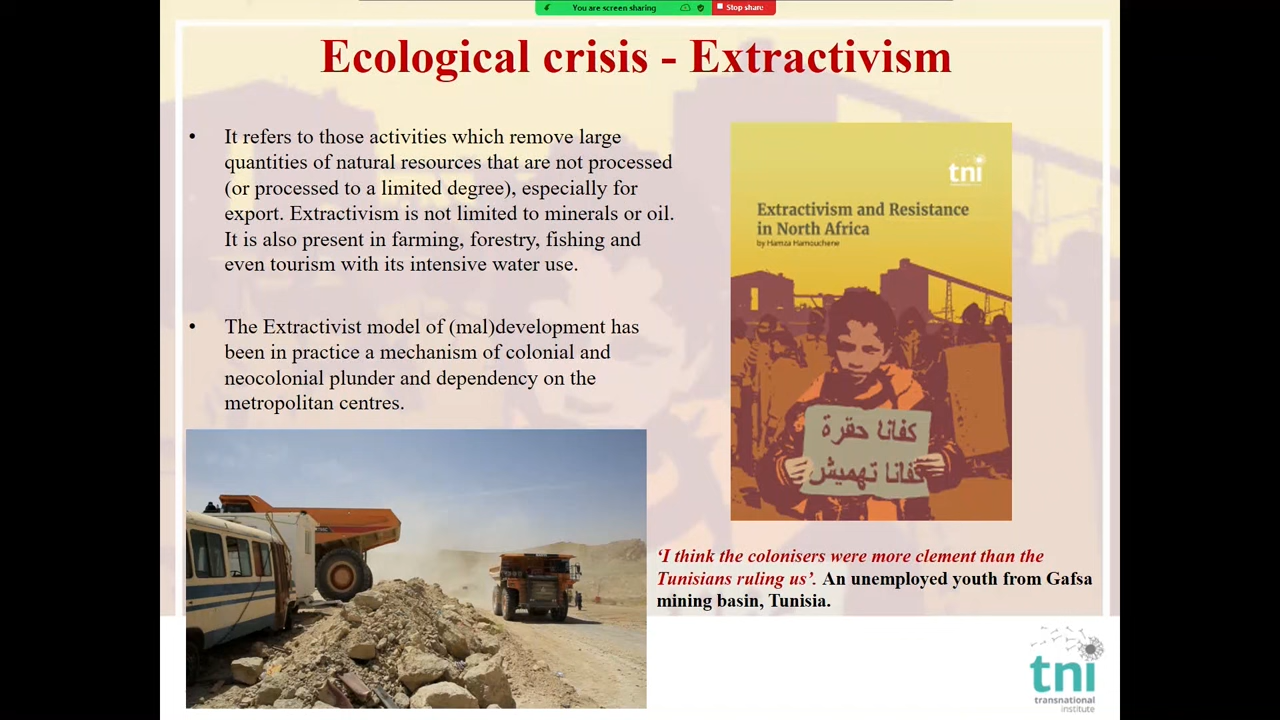 You are screen sharing
Stop share
Ecological crisis - Extractivism
• It refers to those activities which remove large
quantities of natural resources that are not processed
(or processed to a limited degree), especially for
export. Extractivism is not limited to minerals or oil.
It is also present in farming, forestry, fishing and
even tourism with its intensive water use.
• The Extractivist model of (mal)development has
been in practice a mechanism of colonial and
neocolonial plunder and dependency on the
metropolitan centres.
tni
Extractivism and Resistance
in North Africa
by Hamza Hamouchene
كفانا حقرة
كفانا تهميش
‘I think the colonisers were more clement than the
Tunisians ruling us’. An unemployed youth from Gafsa
mining basin, Tunisia.
tni
transnational
institute